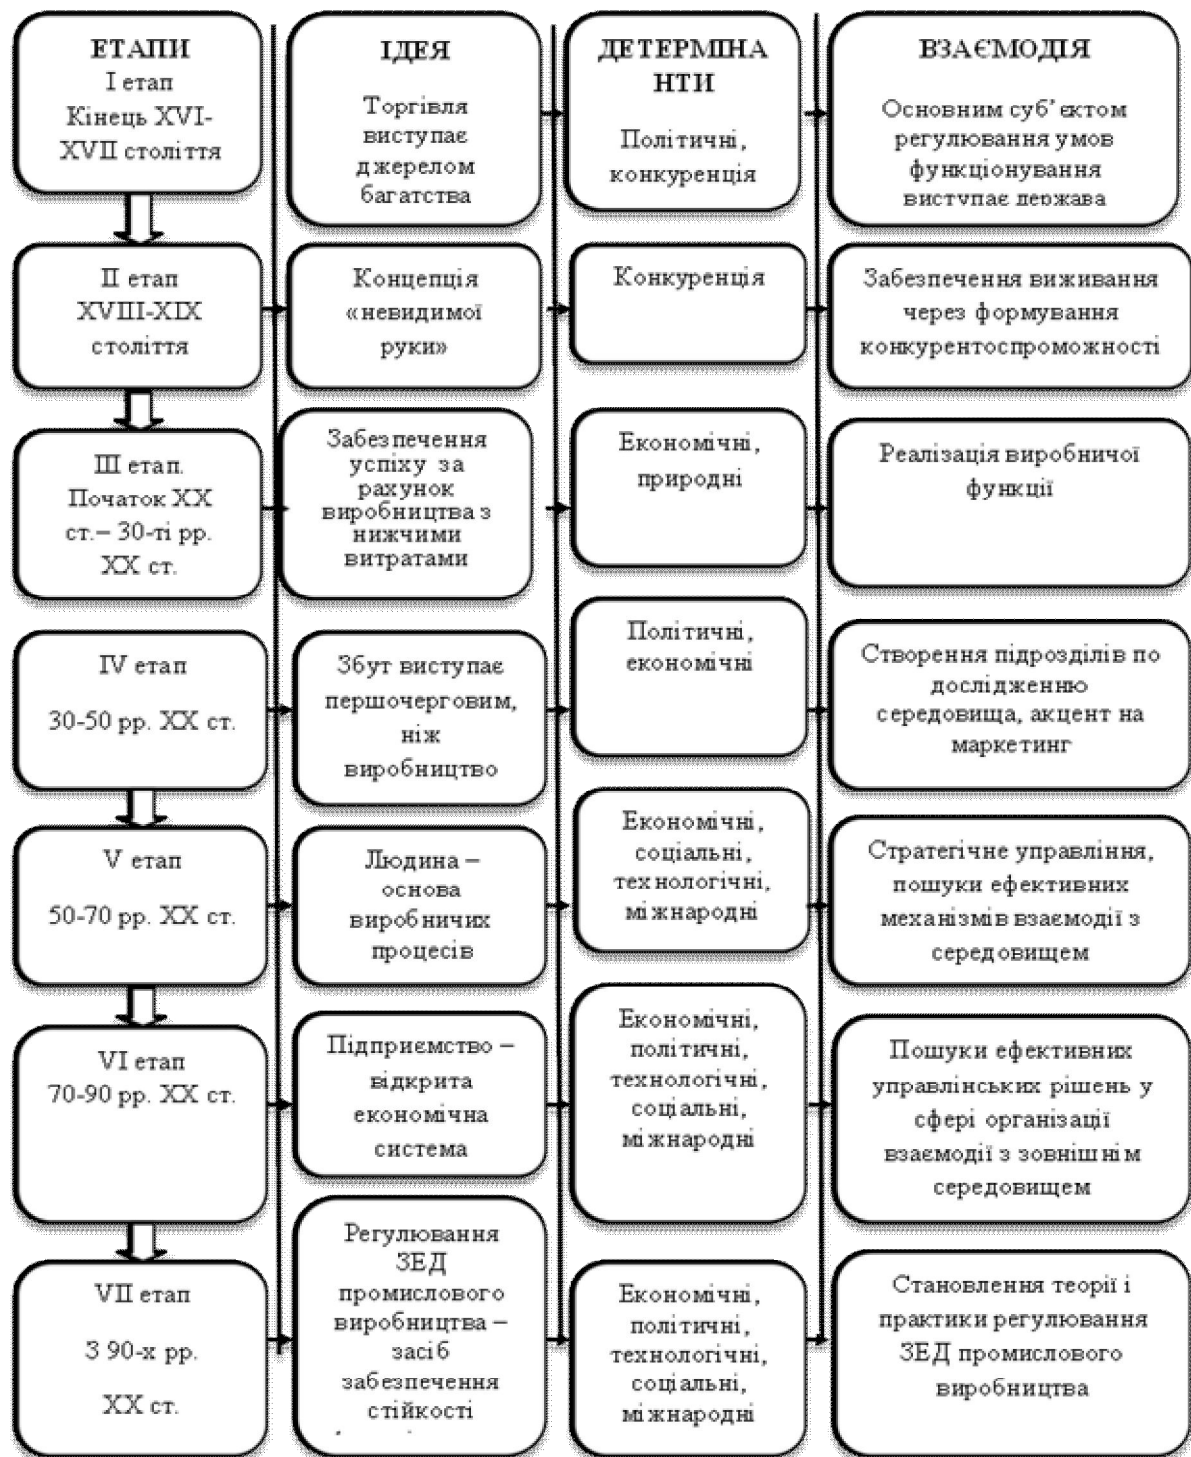 ЕТАПИ
І етап
Кінець XVI-
XVII століття
ІДЕЯ
Торгівля
виступає
джерелом
багатства
ДЕТЕРМІНА
НТИ
Політичні,
конкуренція
ВЗАЄМОДІЯ
Основним суб’єктом
регулювання умов
функціонування
виступає держава
ІІ етап
XVIII-XIX
століття
Концепція
«невидимої
руки»
Конкуренція
Забезпечення виживання
через формування
конкурентоспроможності
ІІІ етап.
Початок XX
ст.– 30-ті рр.
XX ст.
Забезпечення
успіху за
рахунок
виробництва з
нижчими
витратами
Економічні,
природні
Реалізація виробничої
функції
IV етап
30-50 рр. XX ст.
Збут виступає
першочерговим,
ніж
виробництво
Політичні,
економічні
Створення підрозділів по
дослідженню
середовища, акцент на
маркетинг
V етап
50-70 рр. XX ст.
Людина –
основа
виробничих
процесів
Економічні,
соціальні,
технологічні,
міжнародні
Стратегічне управління,
пошуки ефективних
механізмів взаємодії з
середовищем
VI етап
70-90 рр. XX ст.
Підприємство –
відкрита
економічна
система
Економічні,
політичні,
технологічні,
соціальні,
міжнародні
Пошуки ефективних
управлінських рішень у
сфері організації
взаємодії з зовнішнім
середовищем
VII етап
З 90-х рр.
XX ст.
Регулювання
ЗЕД
промислового
виробництва –
засіб
забезпечення
стійкості
Економічні,
політичні,
технологічні,
соціальні,
міжнародні
Становлення теорії і
практики регулювання
ЗЕД промислового
виробництва